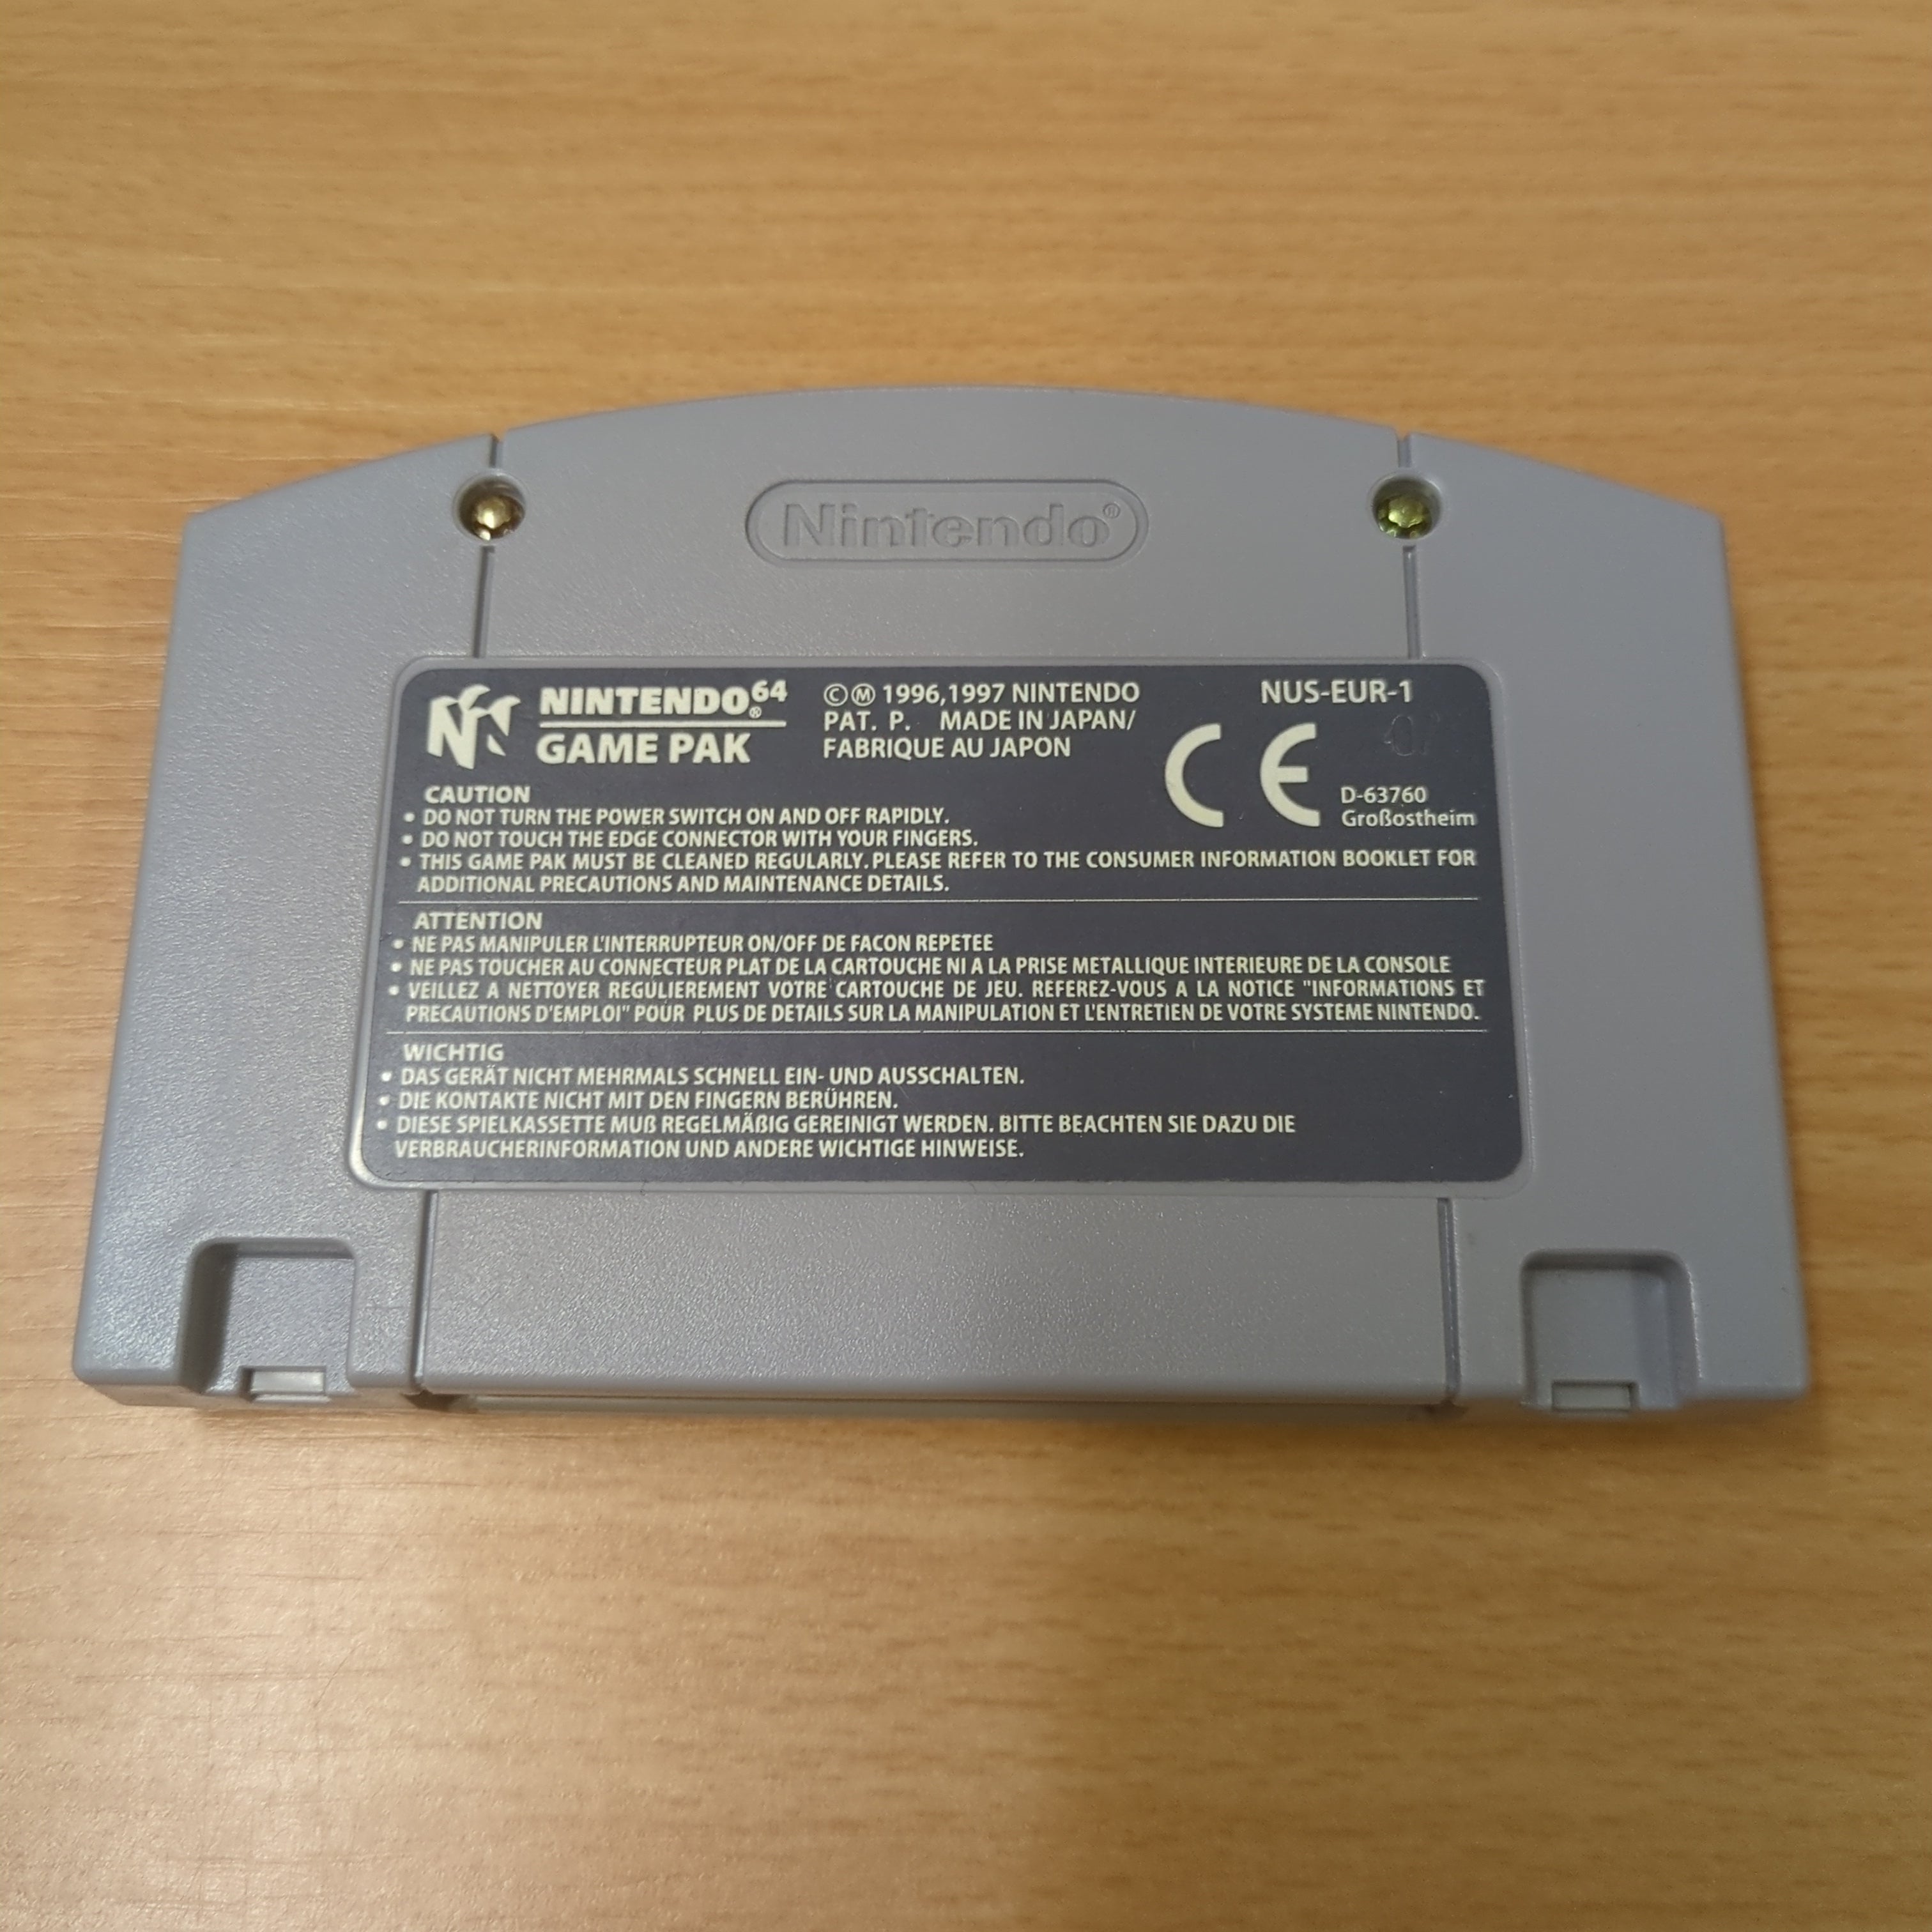 Nintendo®
NINTENDO®64
GAME PAK
©Ⓜ 1996,1997 NINTENDO
PAT. P. MADE IN JAPAN/
FABRIQUE AU JAPON
NUS-EUR-1
CE
D-63760
Großostheim
CAUTION
• DO NOT TURN THE POWER SWITCH ON AND OFF RAPIDLY.
• DO NOT TOUCH THE EDGE CONNECTOR WITH YOUR FINGERS.
• THIS GAME PAK MUST BE CLEANED REGULARLY. PLEASE REFER TO THE CONSUMER INFORMATION BOOKLET FOR
ADDITIONAL PRECAUTIONS AND MAINTENANCE DETAILS.
ATTENTION
• NE PAS MANIPULER L'INTERRUPTEUR ON/OFF DE FACON REPETEE
• NE PAS TOUCHER AU CONNECTEUR PLAT DE LA CARTOUCHE NI A LA PRISE METALLIQUE INTERIEURE DE LA CONSOLE
• VEILLEZ A NETTOYER REGULIEREMENT VOTRE CARTOUCHE DE JEU. REFEREZ-VOUS A LA NOTICE "INFORMATIONS ET
PRECAUTIONS D'EMPLOI" POUR PLUS DE DETAILS SUR LA MANIPULATION ET L'ENTRETIEN DE VOTRE SYSTEME NINTENDO.
WICHTIG
• DAS GERÄT NICHT MEHRMALS SCHNELL EIN- UND AUSSCHALTEN.
• DIE KONTAKTE NICHT MIT DEN FINGERN BERÜHREN.
• DIESE SPIELKASSETTE MUß REGELMÄßIG GEREINIGT WERDEN. BITTE BEACHTEN SIE DAZU DIE
VERBRAUCHERINFORMATION UND ANDERE WICHTIGE HINWEISE.